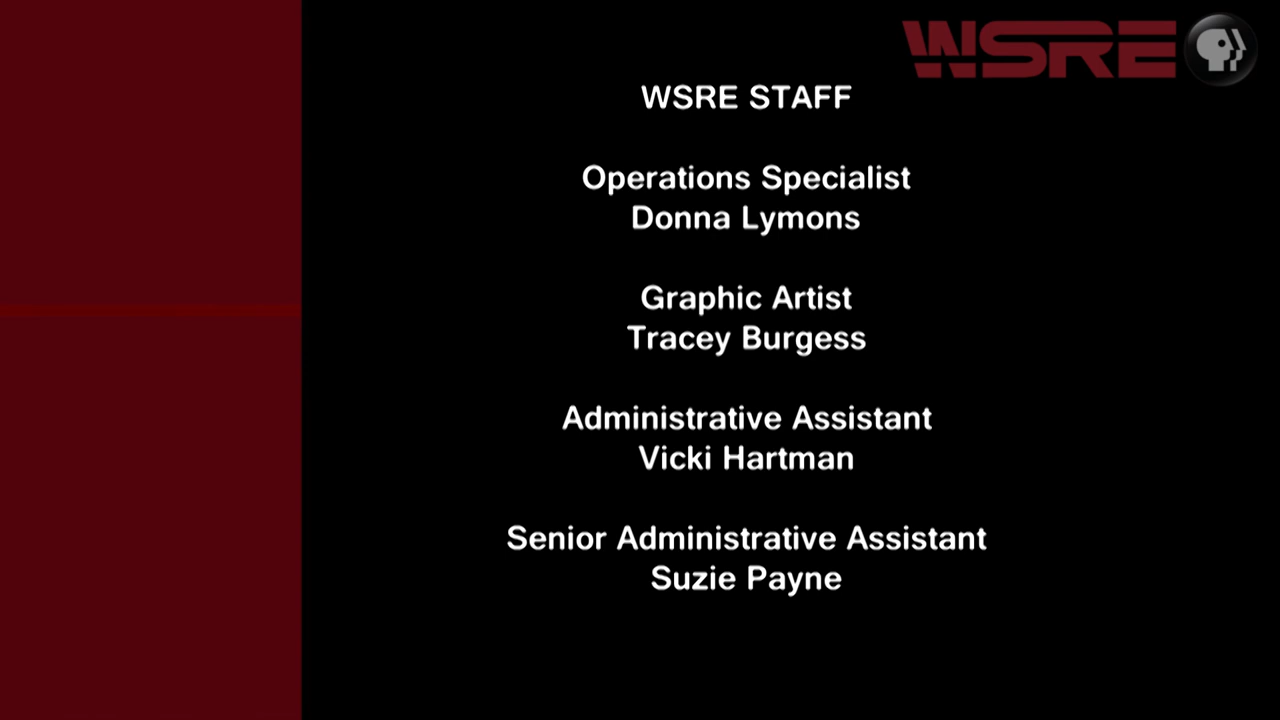 WSRE
WSRE STAFF
Operations Specialist
Donna Lymons
Graphic Artist
Tracey Burgess
Administrative Assistant
Vicki Hartman
Senior Administrative Assistant
Suzie Payne